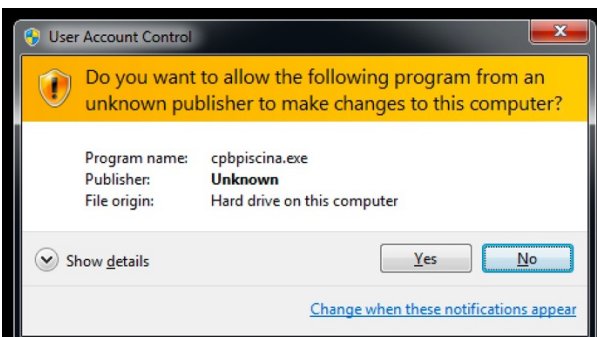 User Account Control
Do you want to allow the following program from an
unknown publisher to make changes to this computer?
Program name: cpbpiscina.exe
Publisher: Unknown
File origin: Hard drive on this computer
Show details
Yes
No
Change when these notifications appear